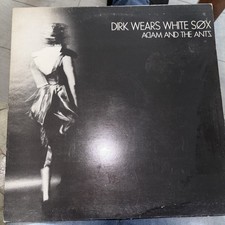 DIRK WEARS WHITE SØX
ADAM AND THE ANTS